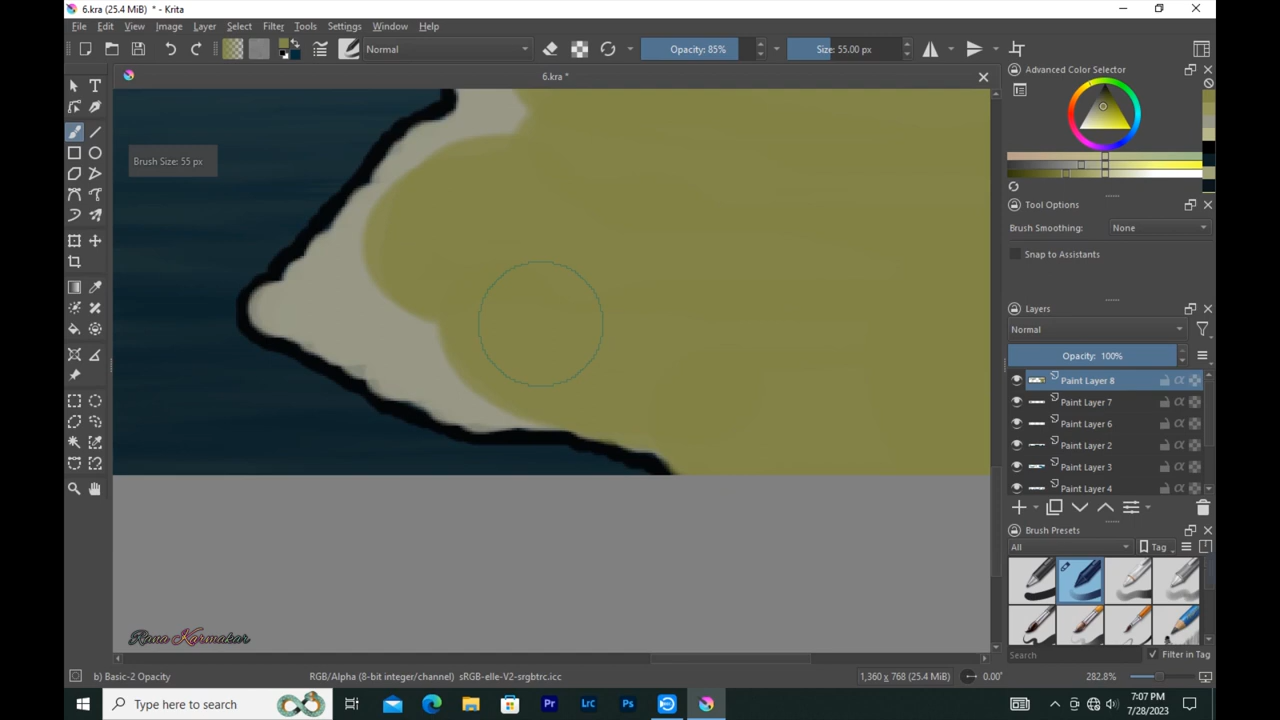 6.kra (25.4 MiB) * - Krita
File Edit View Image Layer Select Filter Tools Settings Window Help
Normal
Opacity: 85%
Size: 55.00 px
6.kra *
Advanced Color Selector
Brush Size: 55 px
Tool Options
Brush Smoothing: None
Snap to Assistants
Layers
Normal
Opacity: 100%
Paint Layer 8
Paint Layer 7
Paint Layer 6
Paint Layer 2
Paint Layer 3
Paint Layer 4
Brush Presets
All
Tag
Rana Karmakar
Search
Filter in Tag
b) Basic-2 Opacity
RGB/Alpha (8-bit integer/channel) sRGB-elle-V2-srgbtrc.icc
1,360 x 768 (25.4 MiB)
0.00°
282.8%
Type here to search
Pr
Lrc
Ps
7:07 PM
7/28/2023